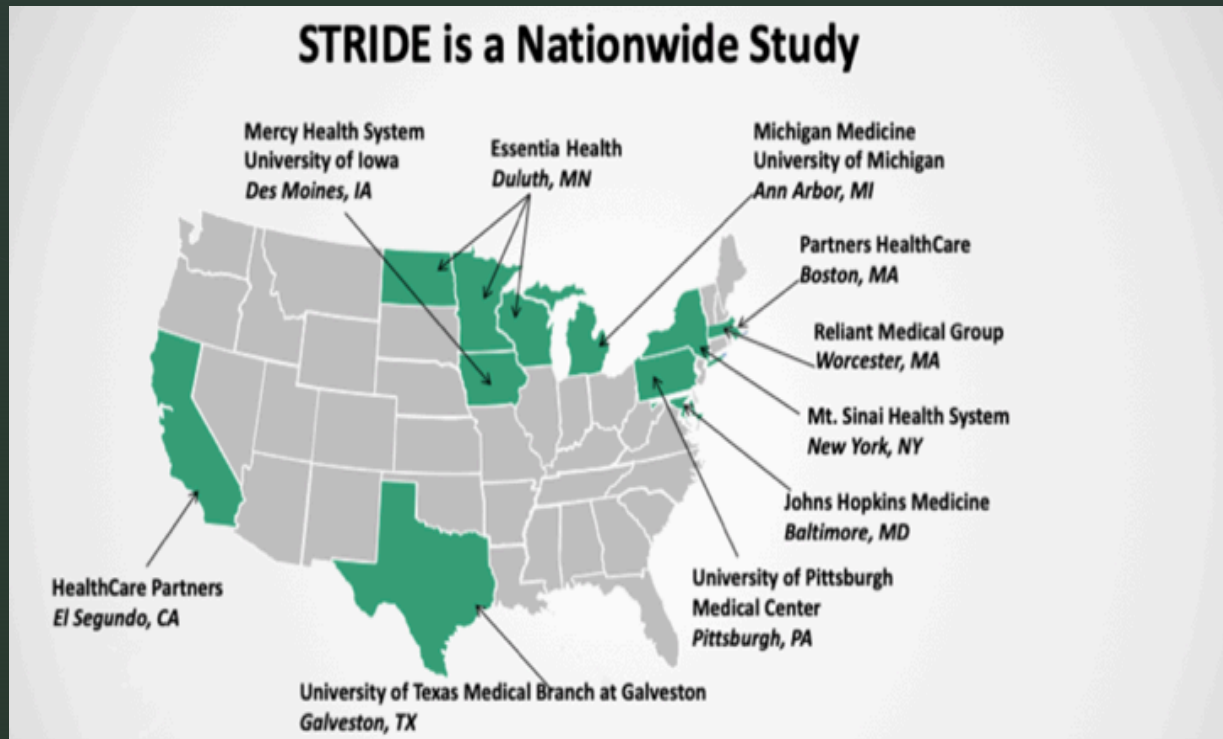 STRIDE is a Nationwide Study
Mercy Health System
University of Iowa
Des Moines, IA
Essentia Health
Duluth, MN
Michigan Medicine
University of Michigan
Ann Arbor, MI
Partners HealthCare
Boston, MA
Reliant Medical Group
Worcester, MA
Mt. Sinai Health System
New York, NY
Johns Hopkins Medicine
Baltimore, MD
University of Pittsburgh
Medical Center
Pittsburgh, PA
HealthCare Partners
El Segundo, CA
University of Texas Medical Branch at Galveston
Galveston, TX